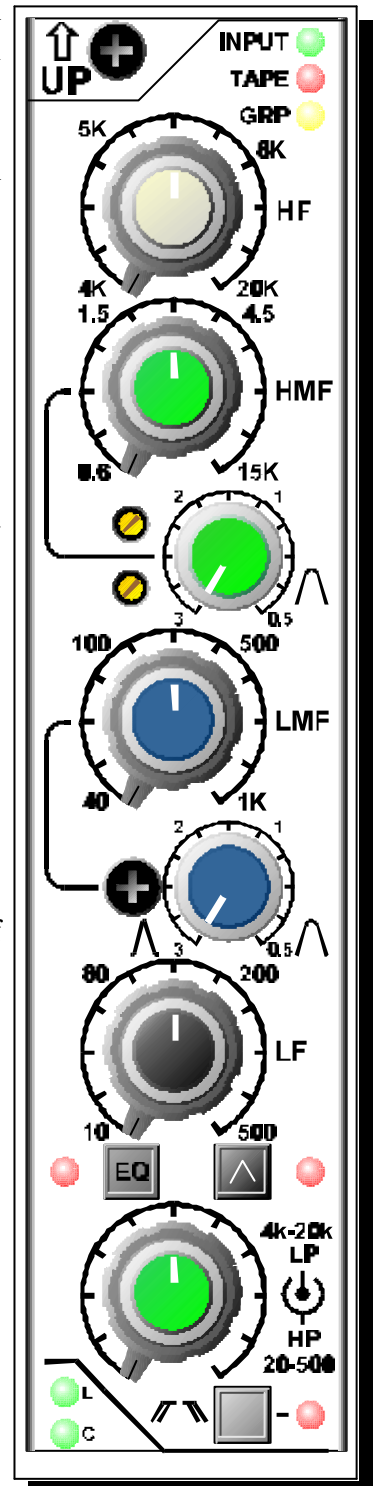 UP
INPUT
TAPE
GRP
5K 8K
HF
4K 20K
1.5 4.5
HMF
0.6 15K
2 1
3 0.5
100 500
LMF
40 1K
2 1
3 0.5
80 200
LF
10 500
EQ
4k-20k
LP
HP
20-500
L
C